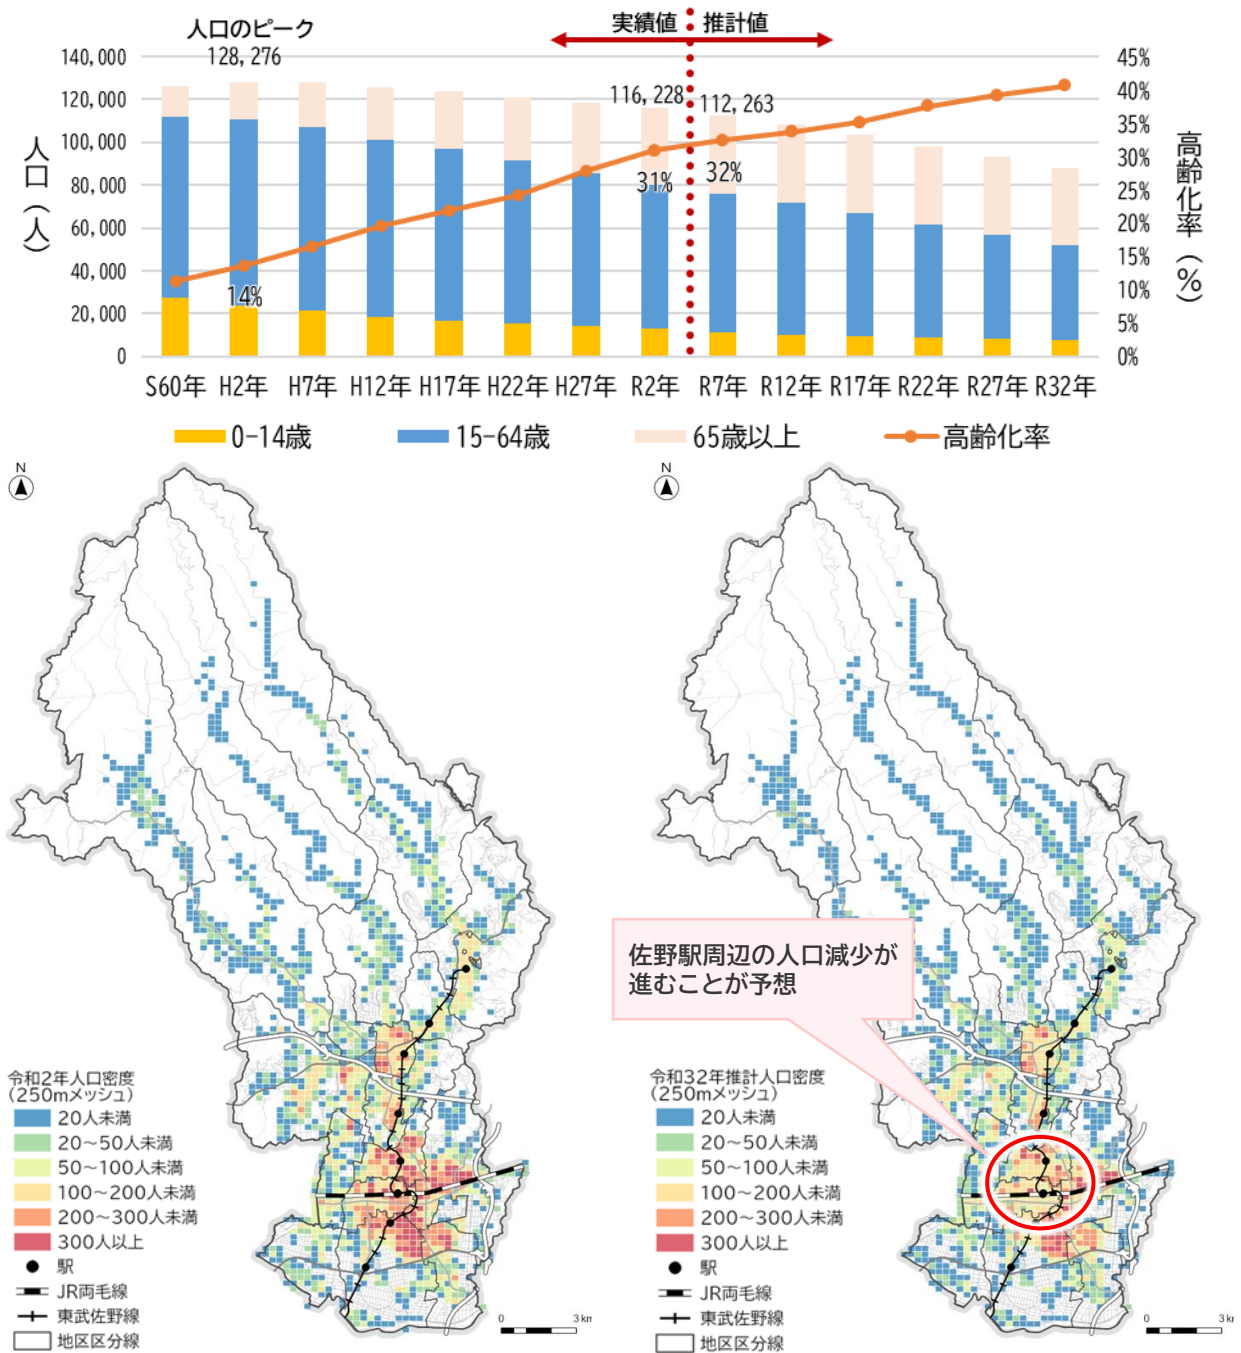 人口のピーク
128,276
実績値
推計値
140,000
120,000
100,000
80,000
60,000
40,000
20,000
0
人口(人)
116,228
112,263
14%
31%
32%
45%
40%
35%
30%
25%
20%
15%
10%
5%
0%
高齢化率(%)
S60年 H2年 H7年 H12年 H17年 H22年 H27年 R2年 R7年 R12年 R17年 R22年 R27年 R32年
0-14歳 15-64歳 65歳以上 高齢化率
N
令和2年人口密度
(250mメッシュ)
20人未満
20～50人未満
50～100人未満
100～200人未満
200～300人未満
300人以上
駅
JR両毛線
東武佐野線
地区区分線
0 3 km
N
佐野駅周辺の人口減少が
進むことが予想
令和32年推計人口密度
(250mメッシュ)
20人未満
20～50人未満
50～100人未満
100～200人未満
200～300人未満
300人以上
駅
JR両毛線
東武佐野線
地区区分線
0 3 k